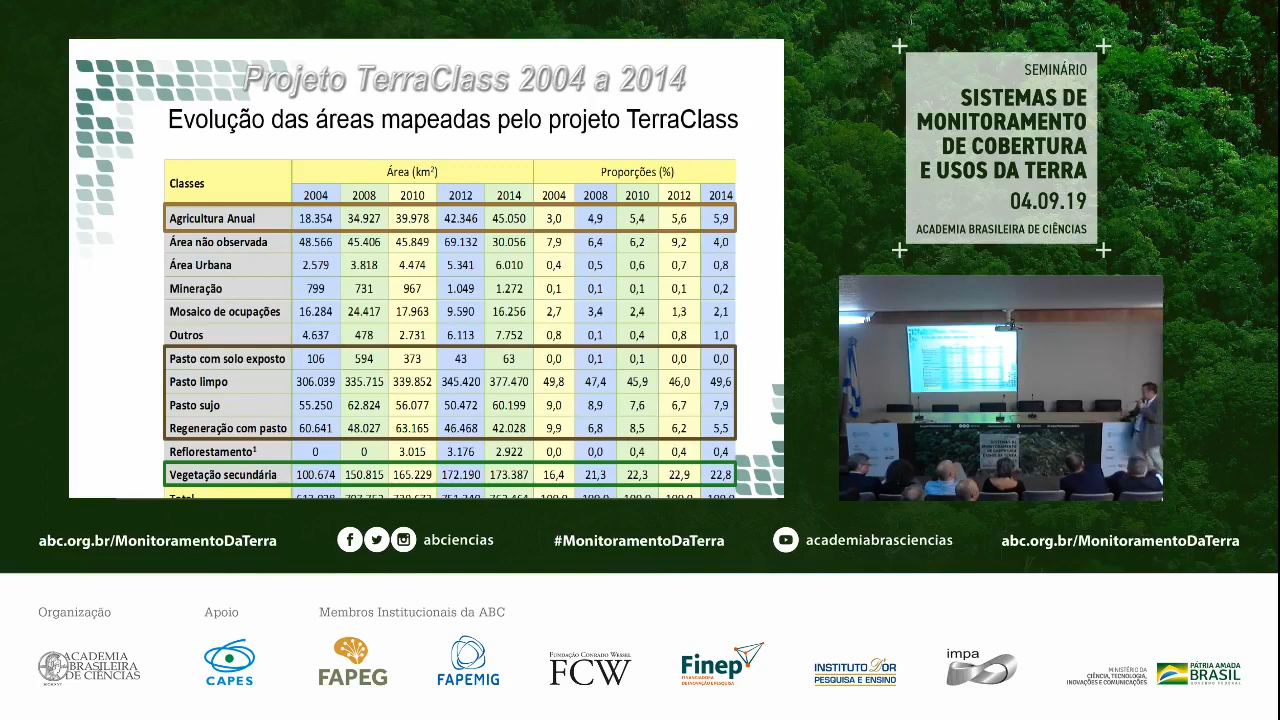 Projeto TerraClass 2004 a 2014
Evolução das áreas mapeadas pelo projeto TerraClass
Classes Área (km²) Proporções (%)
2004 2008 2010 2012 2014 2004 2008 2010 2012 2014
Agricultura Anual 18.354 34.927 39.978 42.346 45.050 3,0 4,9 5,4 5,6 5,9
Área não observada 48.566 45.406 45.849 69.132 30.056 7,9 6,4 6,2 9,2 4,0
Área Urbana 2.579 3.818 4.474 5.341 6.010 0,4 0,5 0,6 0,7 0,8
Mineração 799 731 967 1.049 1.272 0,1 0,1 0,1 0,1 0,2
Mosaico de ocupações 16.284 24.417 17.963 9.590 16.256 2,7 3,4 2,4 1,3 2,1
Outros 4.637 478 2.731 6.113 7.752 0,8 0,1 0,4 0,8 1,0
Pasto com solo exposto 106 594 373 43 63 0,0 0,1 0,1 0,0 0,0
Pasto limpo 306.039 335.715 339.852 345.420 377.470 49,8 47,4 45,9 46,0 49,6
Pasto sujo 55.250 62.824 56.077 50.472 60.199 9,0 8,9 7,6 6,7 7,9
Regeneração com pasto 60.641 48.027 63.165 46.468 42.028 9,9 6,8 8,5 6,2 5,5
Reflorestamento¹ 0 0 3.015 3.176 2.922 0,0 0,0 0,4 0,4 0,4
Vegetação secundária 100.674 150.815 165.229 172.190 173.387 16,4 21,3 22,3 22,9 22,8
SEMINÁRIO
SISTEMAS DE
MONITORAMENTO
DE COBERTURA
E USOS DA TERRA
04.09.19
ACADEMIA BRASILEIRA DE CIÊNCIAS
abc.org.br/MonitoramentoDaTerra abciencias #MonitoramentoDaTerra academiabrasciencias abc.org.br/MonitoramentoDaTerra
Organização Apoio Membros Institucionais da ABC
ACADEMIA
BRASILEIRA
DE CIÊNCIAS
CAPES
FAPEG
FAPEMIG
FUNDAÇÃO CONRADO WESSEL
FCW
Finep
FINANCIADORA
DE INOVAÇÃO E PESQUISA
INSTITUTO D'OR
PESQUISA E ENSINO
impa
MINISTÉRIO DA
CIÊNCIA, TECNOLOGIA,
INOVAÇÕES E COMUNICAÇÕES
PÁTRIA AMADA
BRASIL
GOVERNO FEDERAL